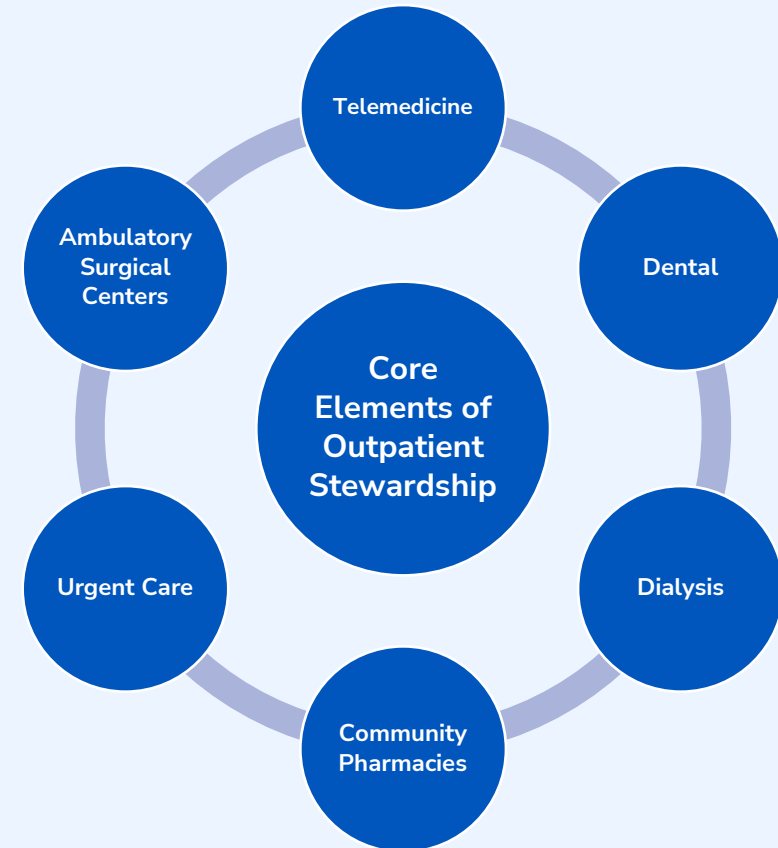 Telemedicine
Ambulatory
Surgical
Centers
Dental
Core
Elements of
Outpatient
Stewardship
Urgent Care
Dialysis
Community
Pharmacies